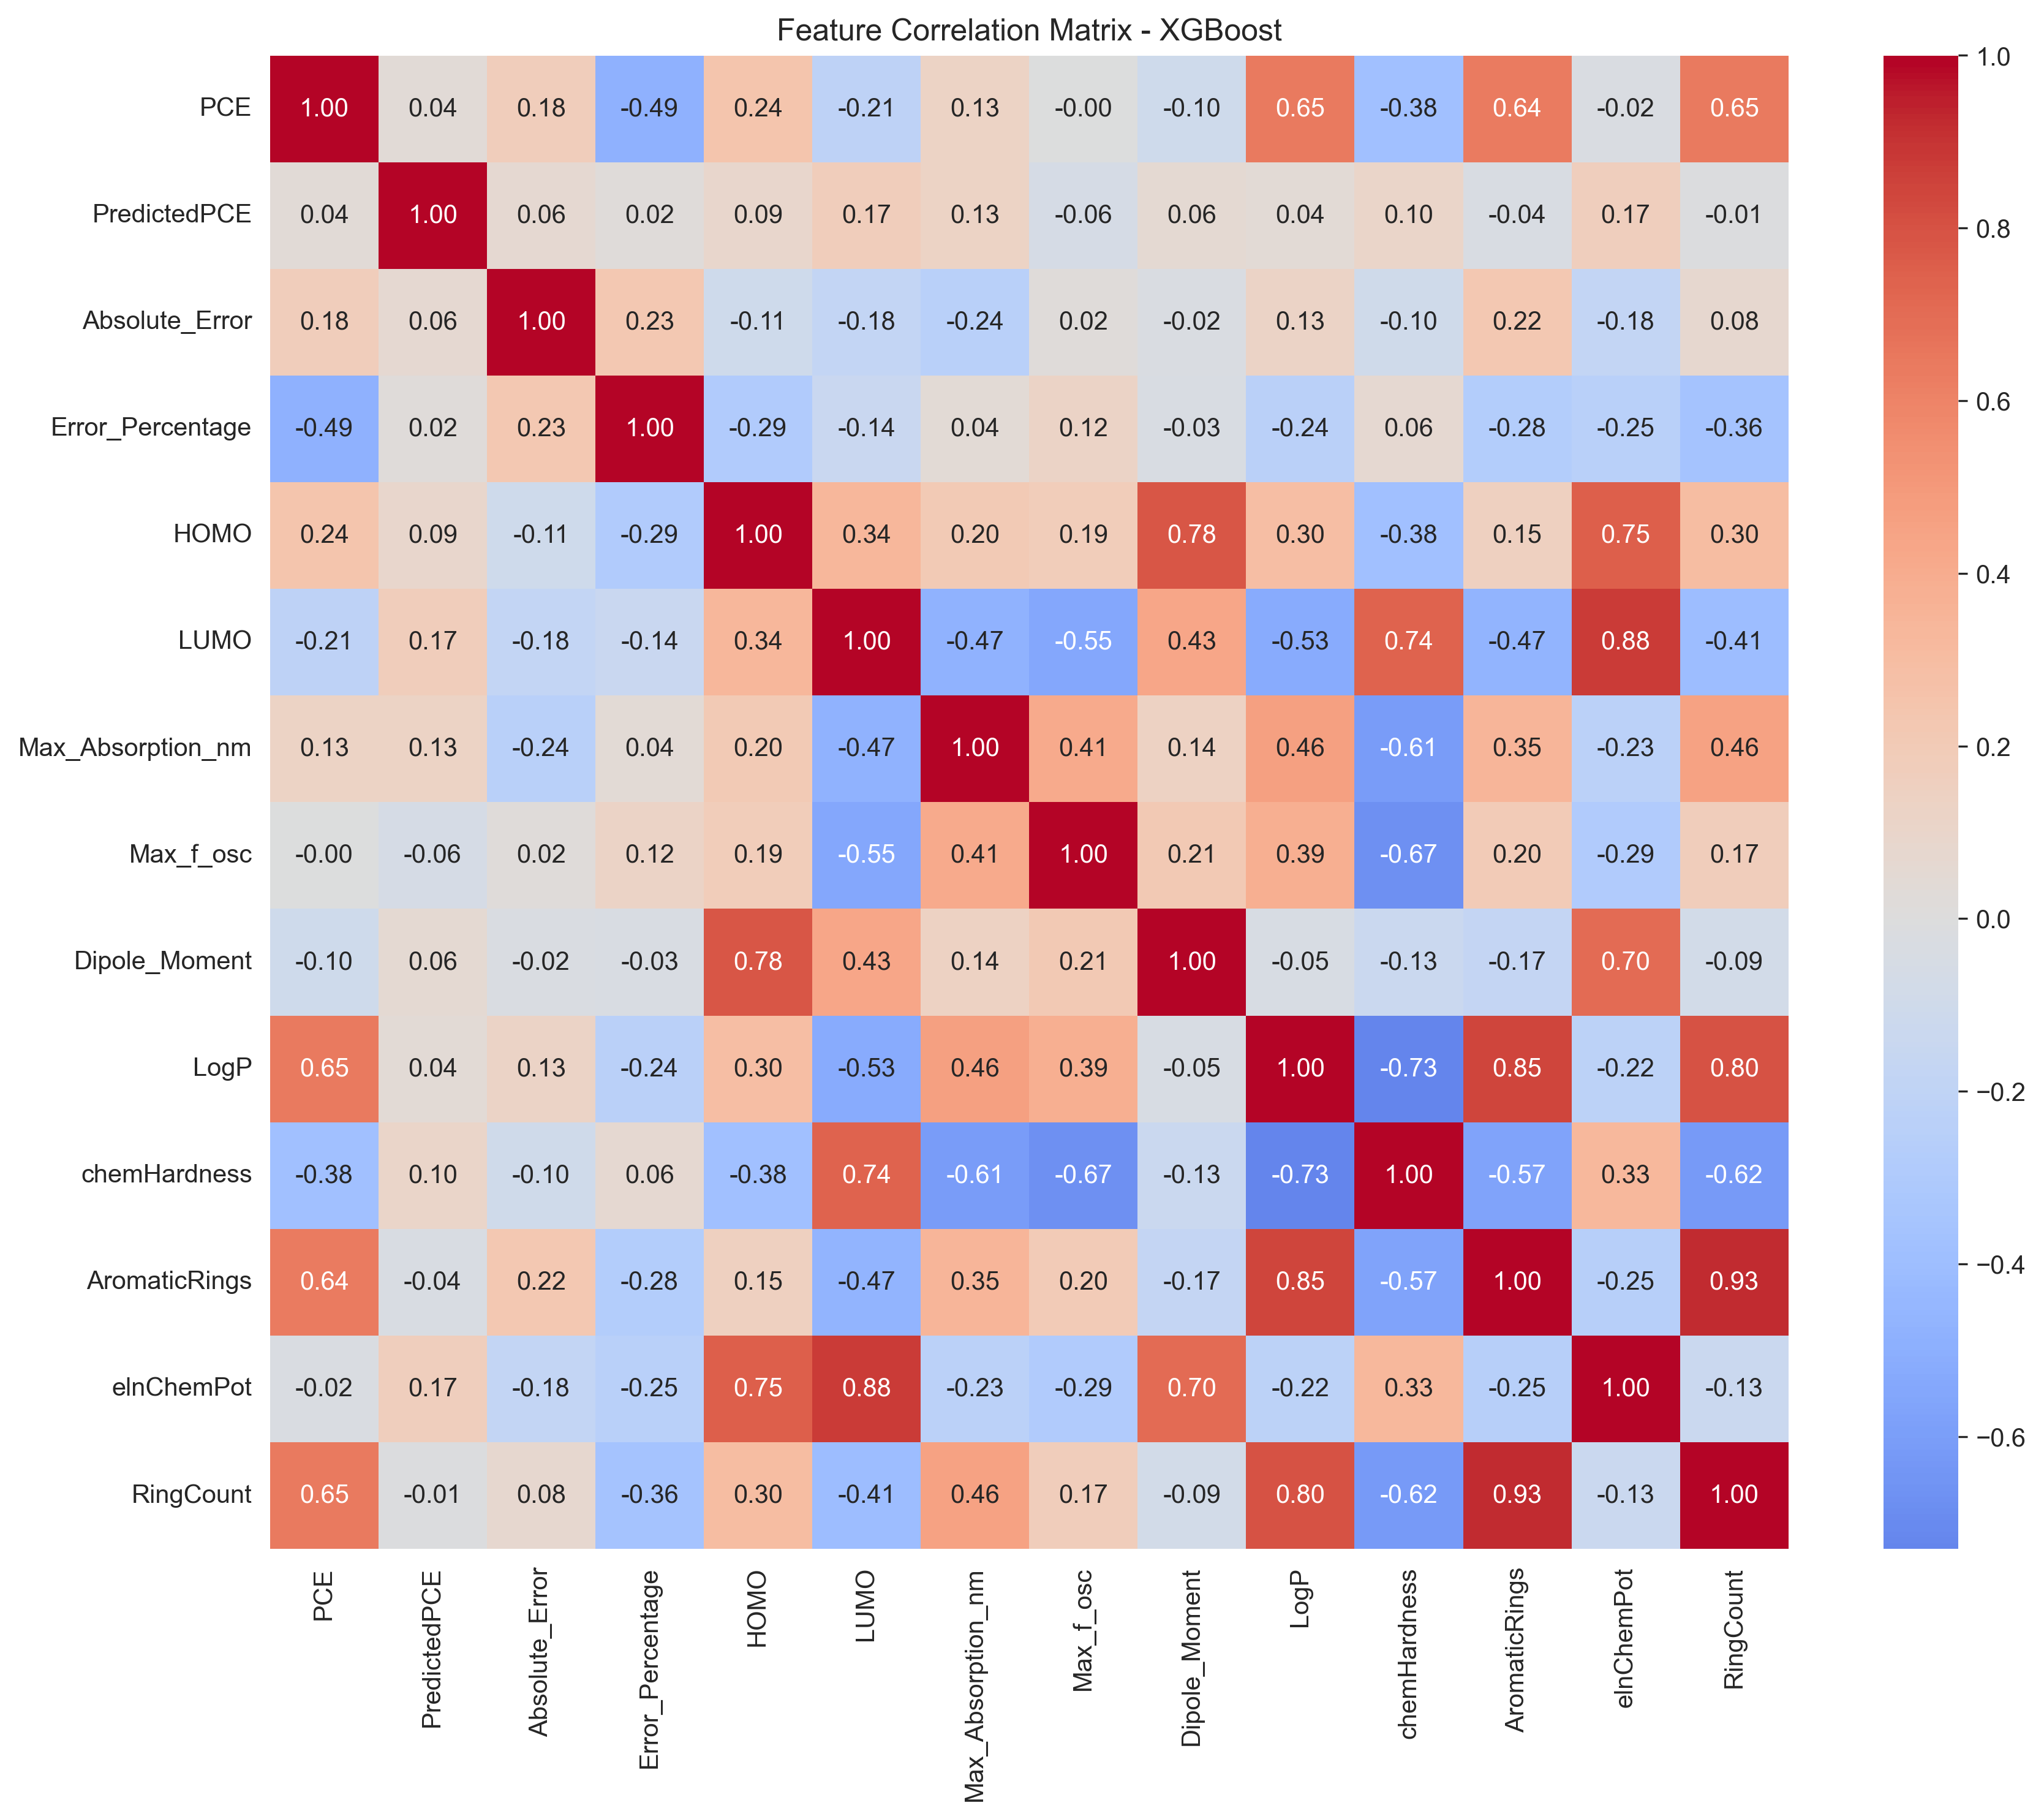 Feature Correlation Matrix - XGBoost
PCE 1.00 0.04 0.18 -0.49 0.24 -0.21 0.13 -0.00 -0.10 0.65 -0.38 0.64 -0.02 0.65
PredictedPCE 0.04 1.00 0.06 0.02 0.09 0.17 0.13 -0.06 0.06 0.04 0.10 -0.04 0.17 -0.01
Absolute_Error 0.18 0.06 1.00 0.23 -0.11 -0.18 -0.24 0.02 -0.02 0.13 -0.10 0.22 -0.18 0.08
Error_Percentage -0.49 0.02 0.23 1.00 -0.29 -0.14 0.04 0.12 -0.03 -0.24 0.06 -0.28 -0.25 -0.36
HOMO 0.24 0.09 -0.11 -0.29 1.00 0.34 0.20 0.19 0.78 0.30 -0.38 0.15 0.75 0.30
LUMO -0.21 0.17 -0.18 -0.14 0.34 1.00 -0.47 -0.55 0.43 -0.53 0.74 -0.47 0.88 -0.41
Max_Absorption_nm 0.13 0.13 -0.24 0.04 0.20 -0.47 1.00 0.41 0.14 0.46 -0.61 0.35 -0.23 0.46
Max_f_osc -0.00 -0.06 0.02 0.12 0.19 -0.55 0.41 1.00 0.21 0.39 -0.67 0.20 -0.29 0.17
Dipole_Moment -0.10 0.06 -0.02 -0.03 0.78 0.43 0.14 0.21 1.00 -0.05 -0.13 -0.17 0.70 -0.09
LogP 0.65 0.04 0.13 -0.24 0.30 -0.53 0.46 0.39 -0.05 1.00 -0.73 0.85 -0.22 0.80
chemHardness -0.38 0.10 -0.10 0.06 -0.38 0.74 -0.61 -0.67 -0.13 -0.73 1.00 -0.57 0.33 -0.62
AromaticRings 0.64 -0.04 0.22 -0.28 0.15 -0.47 0.35 0.20 -0.17 0.85 -0.57 1.00 -0.25 0.93
elnChemPot -0.02 0.17 -0.18 -0.25 0.75 0.88 -0.23 -0.29 0.70 -0.22 0.33 -0.25 1.00 -0.13
RingCount 0.65 -0.01 0.08 -0.36 0.30 -0.41 0.46 0.17 -0.09 0.80 -0.62 0.93 -0.13 1.00
PCE
PredictedPCE
Absolute_Error
Error_Percentage
HOMO
LUMO
Max_Absorption_nm
Max_f_osc
Dipole_Moment
LogP
chemHardness
AromaticRings
elnChemPot
RingCount
1.0
0.8
0.6
0.4
0.2
0.0
−0.2
−0.4
−0.6